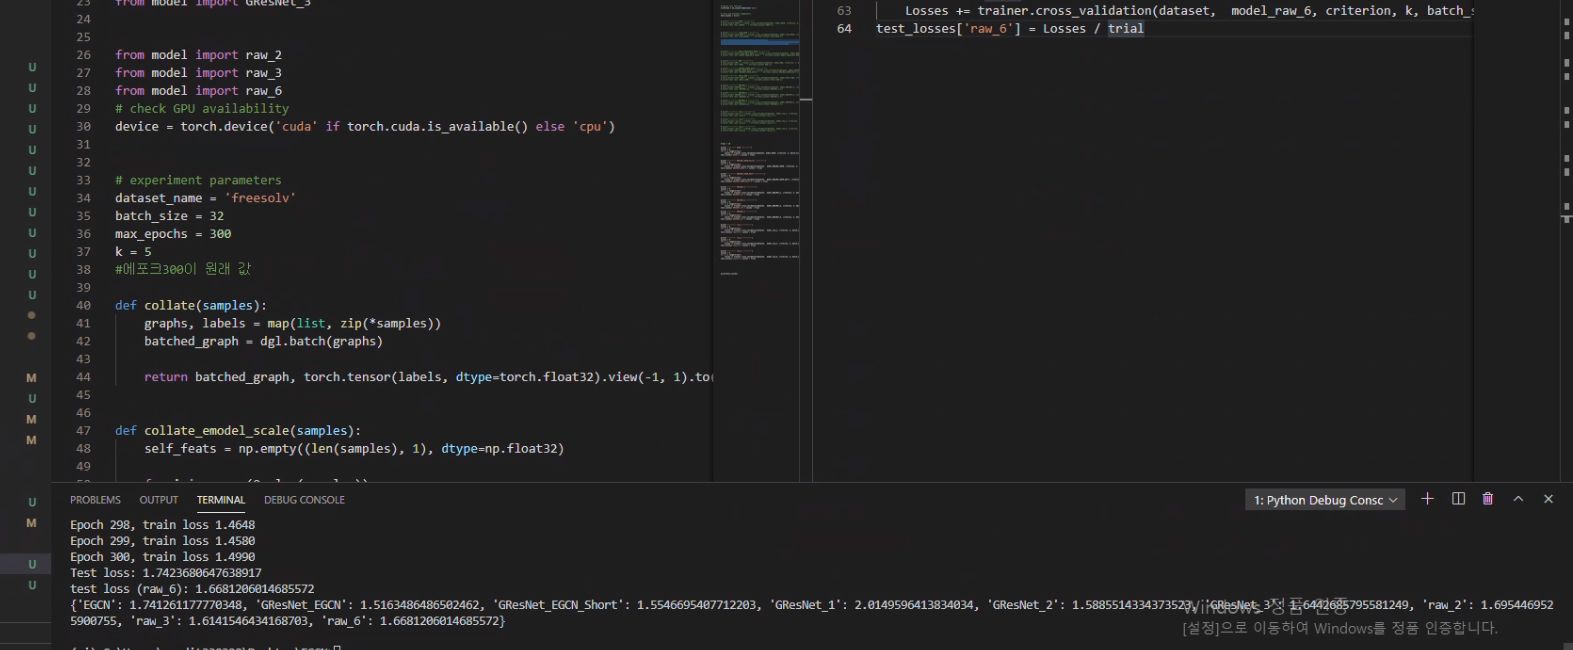 23 from model import GResNet_3
24
25
26 from model import raw_2
27 from model import raw_3
28 from model import raw_6
29 # check GPU availability
30 device = torch.device('cuda' if torch.cuda.is_available() else 'cpu')
31
32
33 # experiment parameters
34 dataset_name = 'freesolv'
35 batch_size = 32
36 max_epochs = 300
37 k = 5
38 #에포크300이 원래 값
39
40 def collate(samples):
41 graphs, labels = map(list, zip(*samples))
42 batched_graph = dgl.batch(graphs)
43
44 return batched_graph, torch.tensor(labels, dtype=torch.float32).view(-1, 1).to(
45
46
47 def collate_emodel_scale(samples):
48 self_feats = np.empty((len(samples), 1), dtype=np.float32)
49
63 Losses += trainer.cross_validation(dataset, model_raw_6, criterion, k, batch_s
64 test_losses['raw_6'] = Losses / trial
U
U
U
U
U
U
U
U
U
U
U
U
M
U
M
M
U
M
U
U
PROBLEMS OUTPUT TERMINAL DEBUG CONSOLE 1: Python Debug Consc
Epoch 298, train loss 1.4648
Epoch 299, train loss 1.4580
Epoch 300, train loss 1.4990
Test loss: 1.7423680647638917
test loss (raw_6): 1.6681206014685572
{'EGCN': 1.741261177770348, 'GResNet_EGCN': 1.5163486486502462, 'GResNet_EGCN_Short': 1.5546695407712203, 'GResNet_1': 2.0149596413834034, 'GResNet_2': 1.5885514334373523, 'GResNet_3': 1.6442685795581249, 'raw_2': 1.695446952
5900755, 'raw_3': 1.6141546434168703, 'raw_6': 1.6681206014685572}
Windows 정품 인증
[설정]으로 이동하여 Windows를 정품 인증합니다.